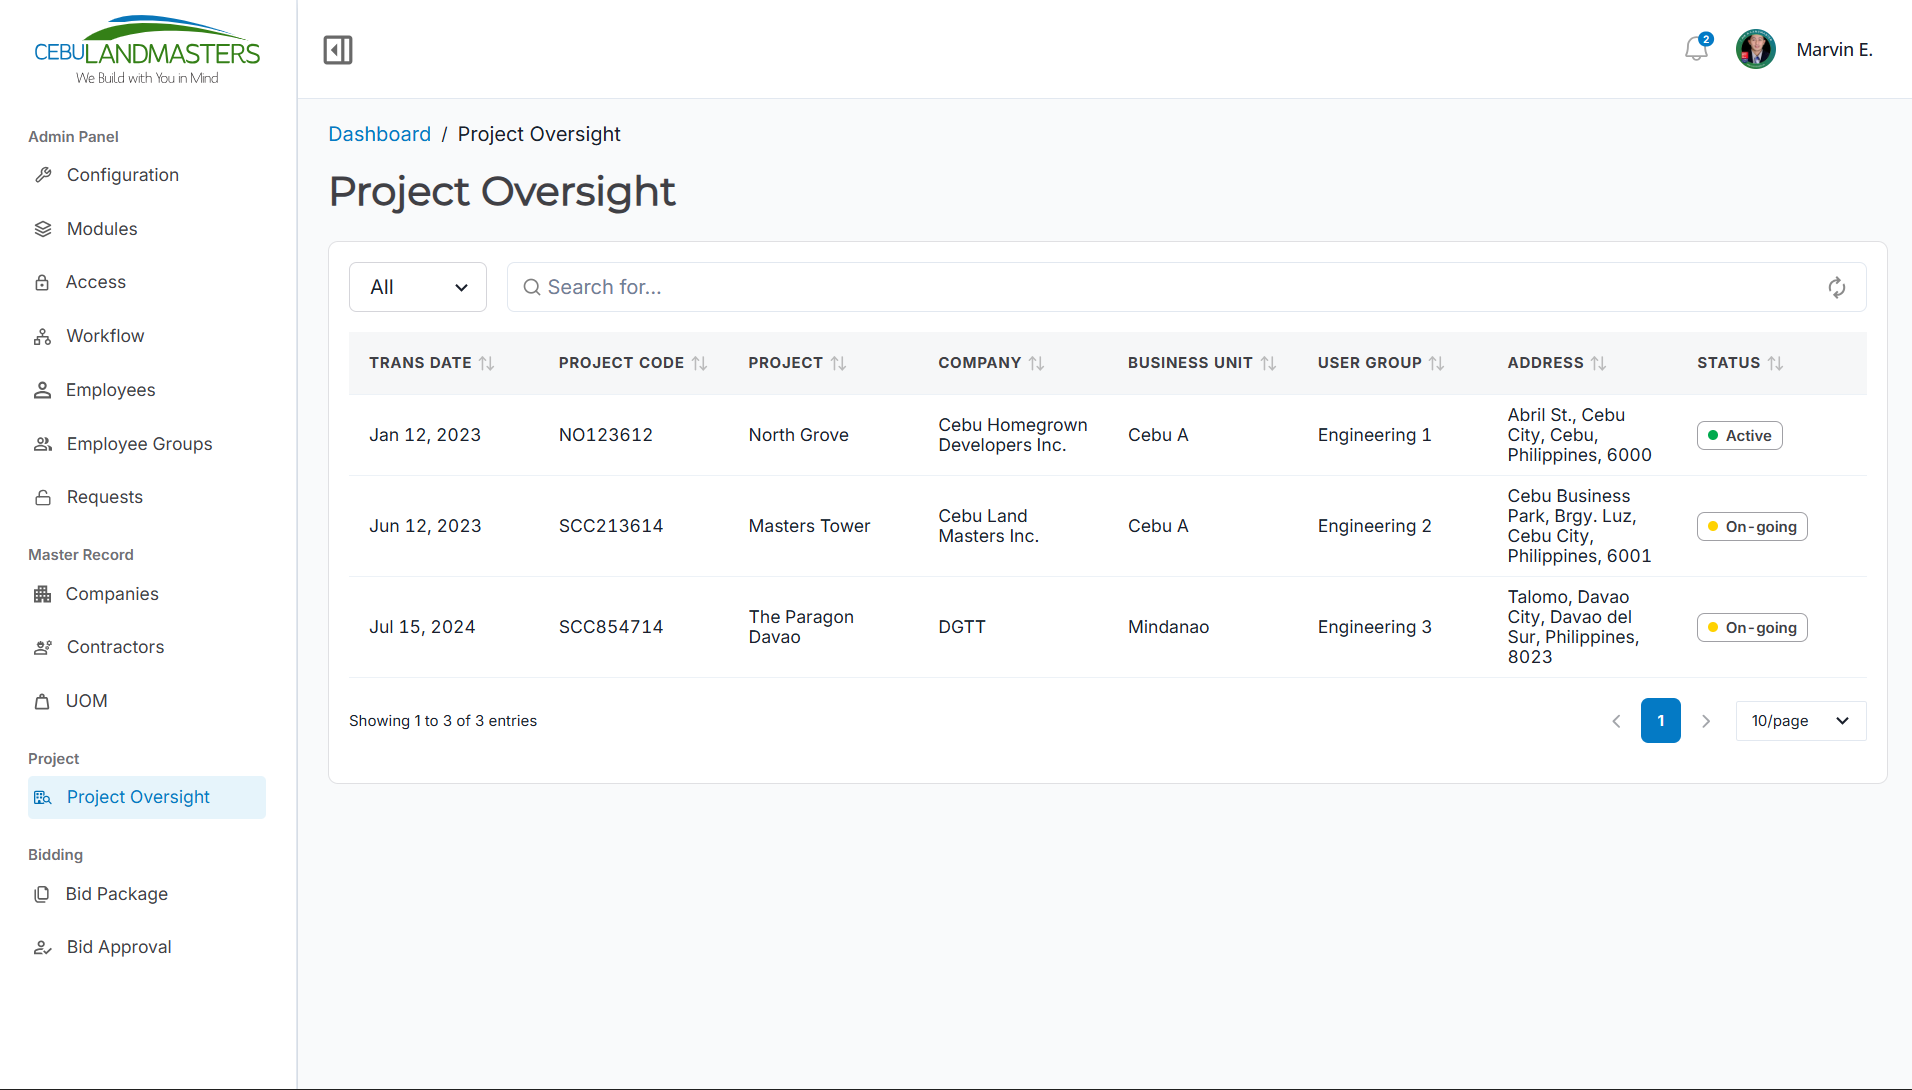 CEBULANDMASTERS
We Build with You in Mind
2
Marvin E.
Admin Panel
Configuration
Modules
Access
Workflow
Employees
Employee Groups
Requests
Master Record
Companies
Contractors
UOM
Project
Project Oversight
Bidding
Bid Package
Bid Approval
Dashboard / Project Oversight
Project Oversight
All
Search for...
TRANS DATE PROJECT CODE PROJECT COMPANY BUSINESS UNIT USER GROUP ADDRESS STATUS
Jan 12, 2023
NO123612
North Grove
Cebu Homegrown
Developers Inc.
Cebu A
Engineering 1
Abril St., Cebu
City, Cebu,
Philippines, 6000
Active
Jun 12, 2023
SCC213614
Masters Tower
Cebu Land
Masters Inc.
Cebu A
Engineering 2
Cebu Business
Park, Brgy. Luz,
Cebu City,
Philippines, 6001
On-going
Jul 15, 2024
SCC854714
The Paragon
Davao
DGTT
Mindanao
Engineering 3
Talomo, Davao
City, Davao del
Sur, Philippines,
8023
On-going
Showing 1 to 3 of 3 entries
1
10/page